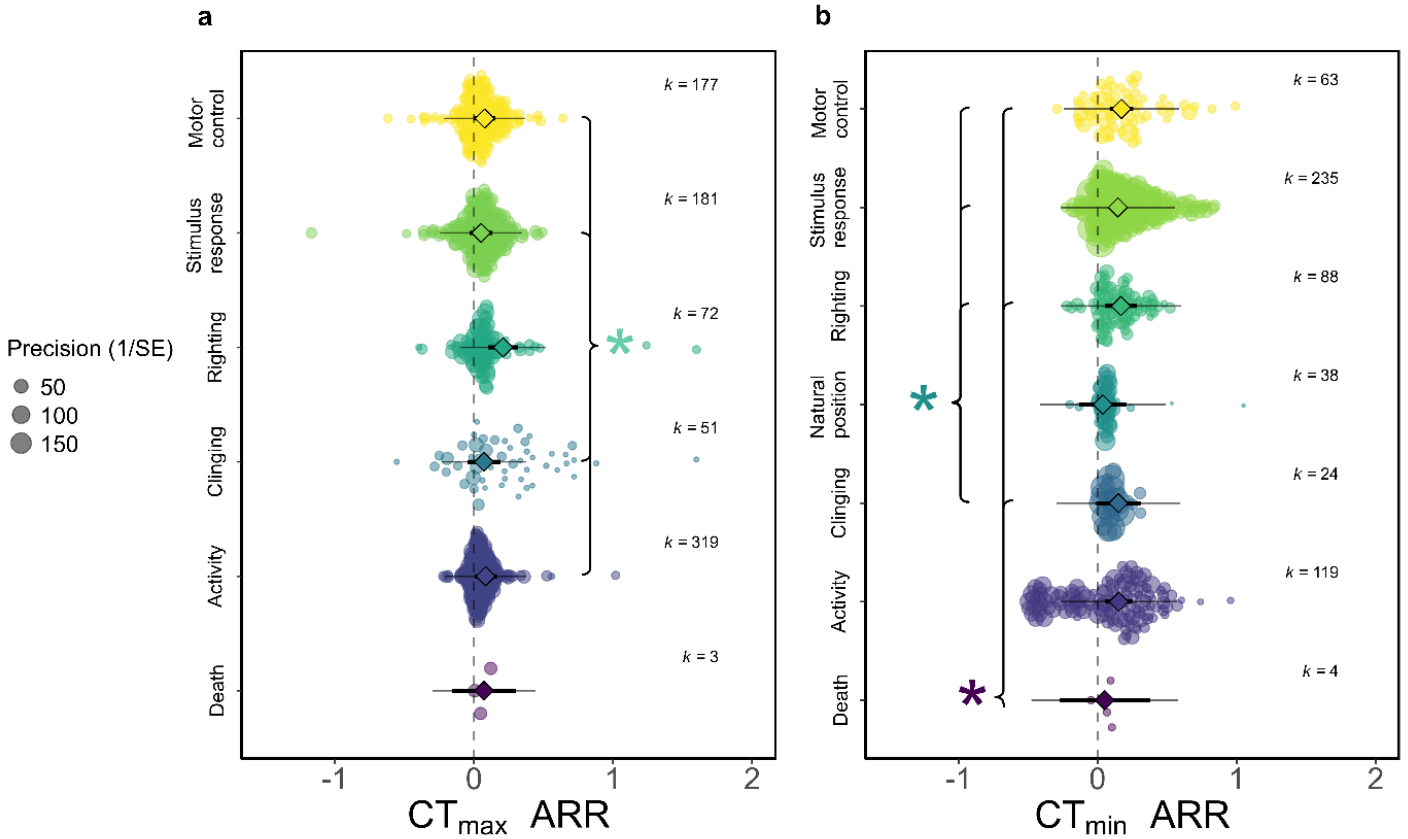 a
b
Precision (1/SE)
50
100
150
Motor
control
Stimulus
response
Righting
Clinging
Activity
Death
k = 177
k = 181
k = 72
*
k = 51
k = 319
k = 3
-1
0
1
2
CTmax ARR
Motor
control
Stimulus
response
Righting
Natural
position
Clinging
Activity
Death
k = 63
k = 235
k = 88
k = 38
*
k = 24
k = 119
k = 4
*
-1
0
1
2
CTmin ARR